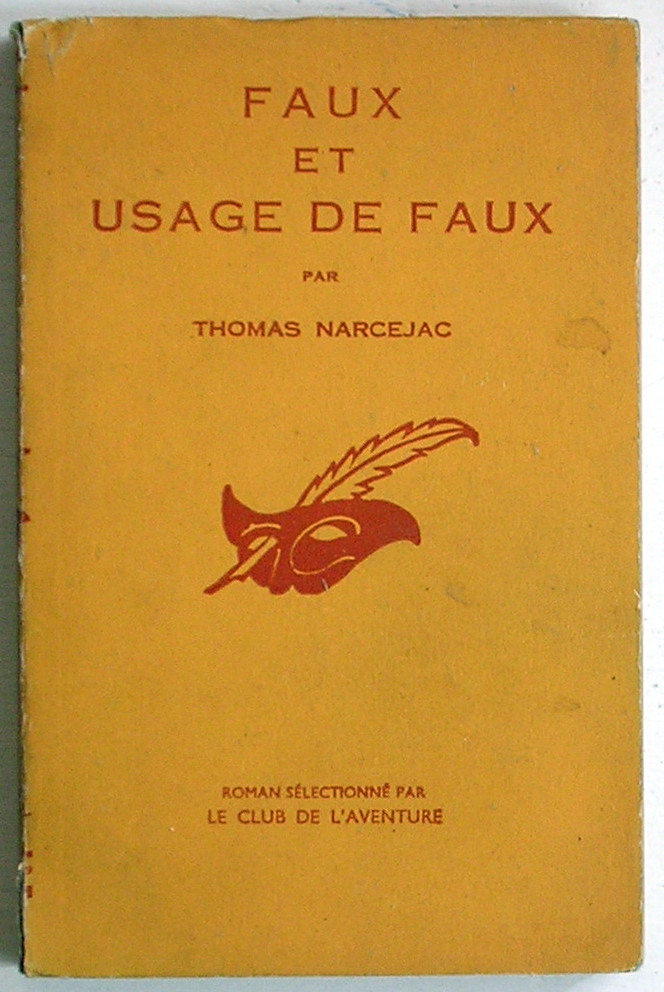 FAUX
ET
USAGE DE FAUX
PAR
THOMAS NARCEJAC
ROMAN SÉLECTIONNÉ PAR
LE CLUB DE L'AVENTURE